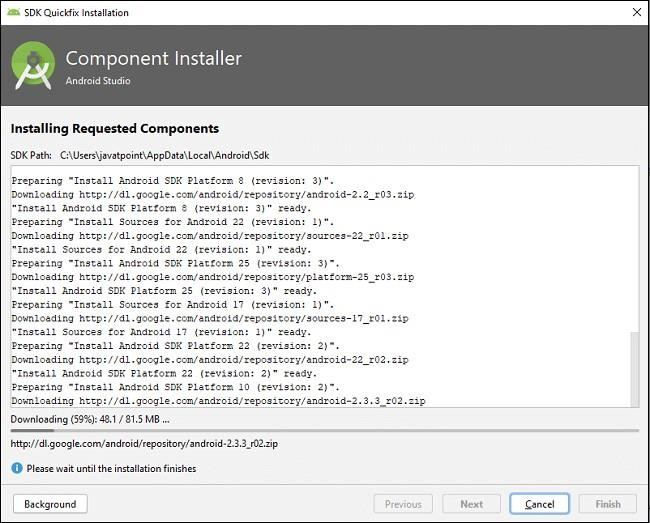 SDK Quickfix Installation
Component Installer
Android Studio
Installing Requested Components
SDK Path: C:\Users\javatpoint\AppData\Local\Android\Sdk
Preparing "Install Android SDK Platform 8 (revision: 3)".
Downloading http://dl.google.com/android/repository/android-2.2_r03.zip
"Install Android SDK Platform 8 (revision: 3)" ready.
Preparing "Install Sources for Android 22 (revision: 1)".
Downloading http://dl.google.com/android/repository/sources-22_r01.zip
"Install Sources for Android 22 (revision: 1)" ready.
Preparing "Install Android SDK Platform 25 (revision: 3)".
Downloading http://dl.google.com/android/repository/platform-25_r03.zip
"Install Android SDK Platform 25 (revision: 3)" ready.
Preparing "Install Sources for Android 17 (revision: 1)".
Downloading http://dl.google.com/android/repository/sources-17_r01.zip
"Install Sources for Android 17 (revision: 1)" ready.
Preparing "Install Android SDK Platform 22 (revision: 2)".
Downloading http://dl.google.com/android/repository/android-22_r02.zip
"Install Android SDK Platform 22 (revision: 2)" ready.
Preparing "Install Android SDK Platform 10 (revision: 2)".
Downloading http://dl.google.com/android/repository/android-2.3.3_r02.zip
Downloading (59%): 48.1 / 81.5 MB ...
http://dl.google.com/android/repository/android-2.3.3_r02.zip
Please wait until the installation finishes
Background Previous Next Cancel Finish